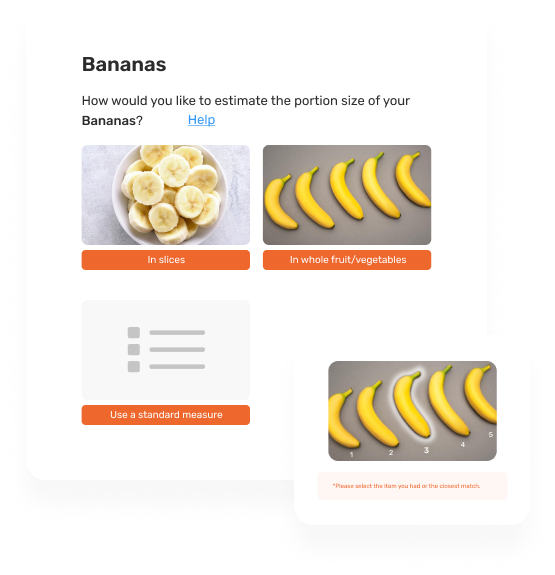 Bananas
How would you like to estimate the portion size of your
Bananas? Help
In slices
In whole fruit/vegetables
Use a standard measure
1 2 3 4 5
*Please select the item you had or the closest match.